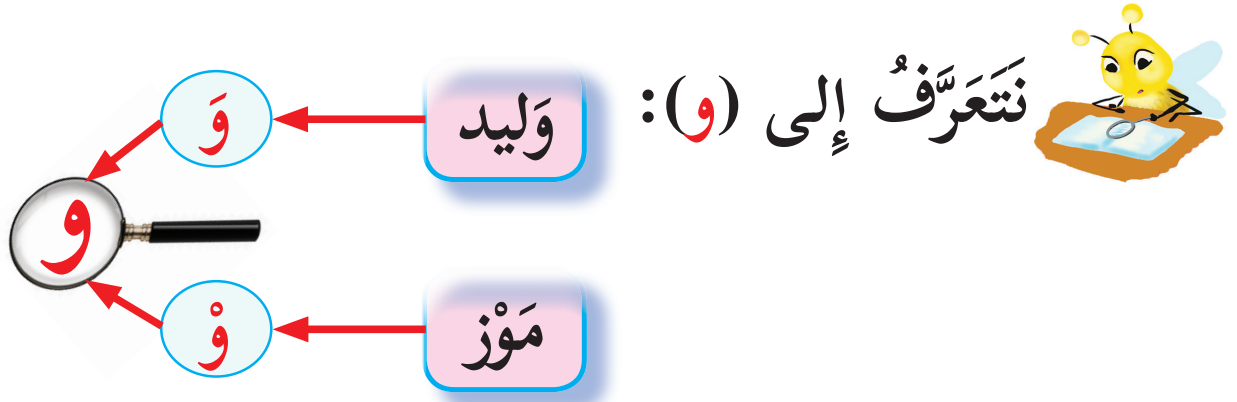 نَتَعَرَّفُ إِلى (و):
وَليد
وَ
و
مَوْز
وْ